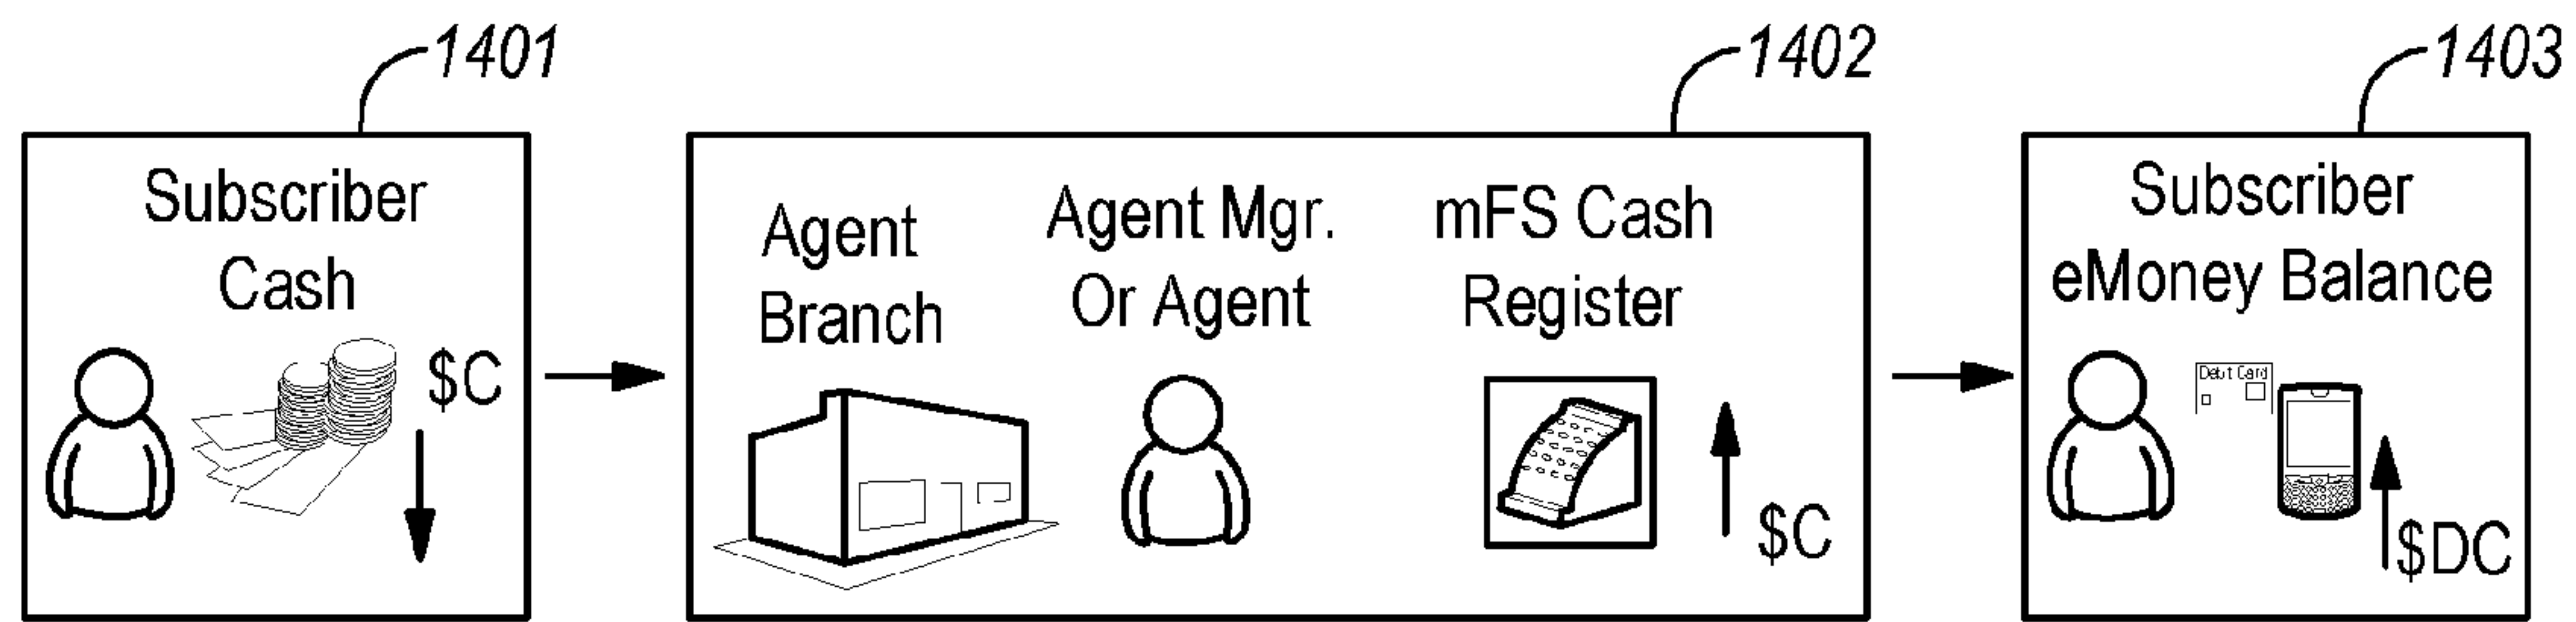 1401
1402
1403
Subscriber
Cash
$C
Agent
Branch
Agent Mgr.
Or Agent
mFS Cash
Register
$C
Subscriber
eMoney Balance
Debit Card
$DC